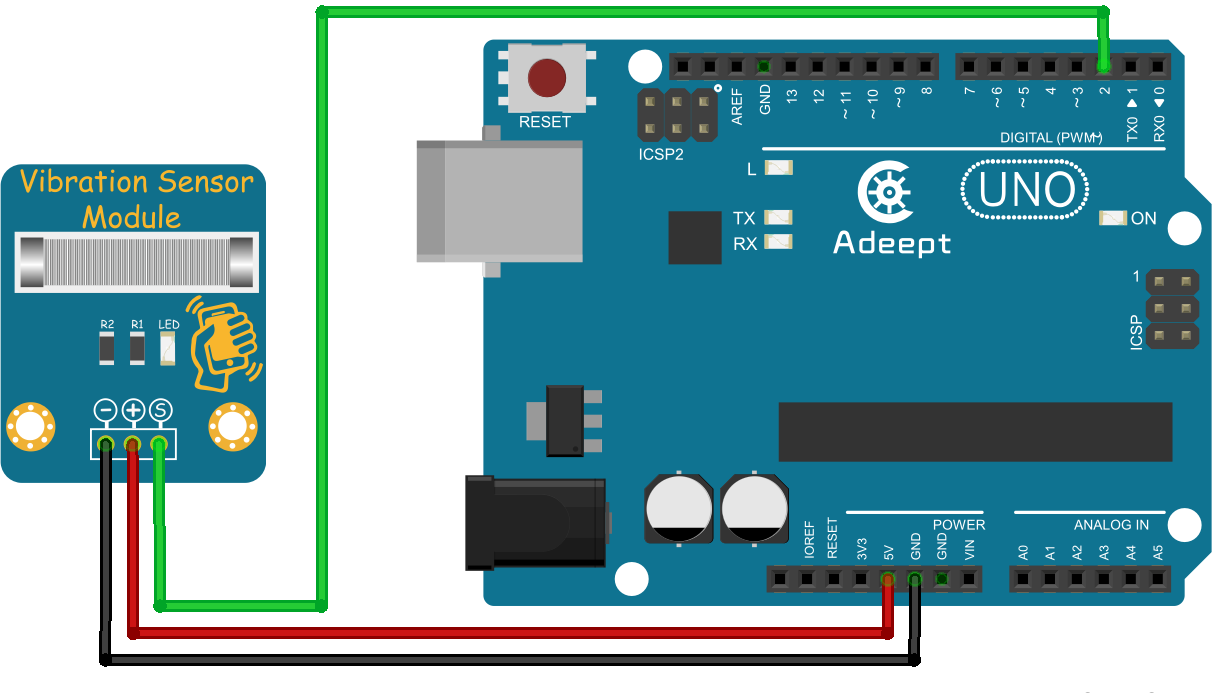 Vibration Sensor
Module
R2 R1 LED
− + S
RESET
ICSP2
AREF
GND
13
12
~ 11
~ 10
~ 9
8
7
~ 6
~ 5
4
~ 3
2
TX0 ▶ 1
RX0 ◀ 0
DIGITAL (PWM~)
L
TX
RX
Adeept
UNO
ON
1
ICSP
POWER
ANALOG IN
IOREF
RESET
3V3
5V
GND
GND
VIN
A0
A1
A2
A3
A4
A5